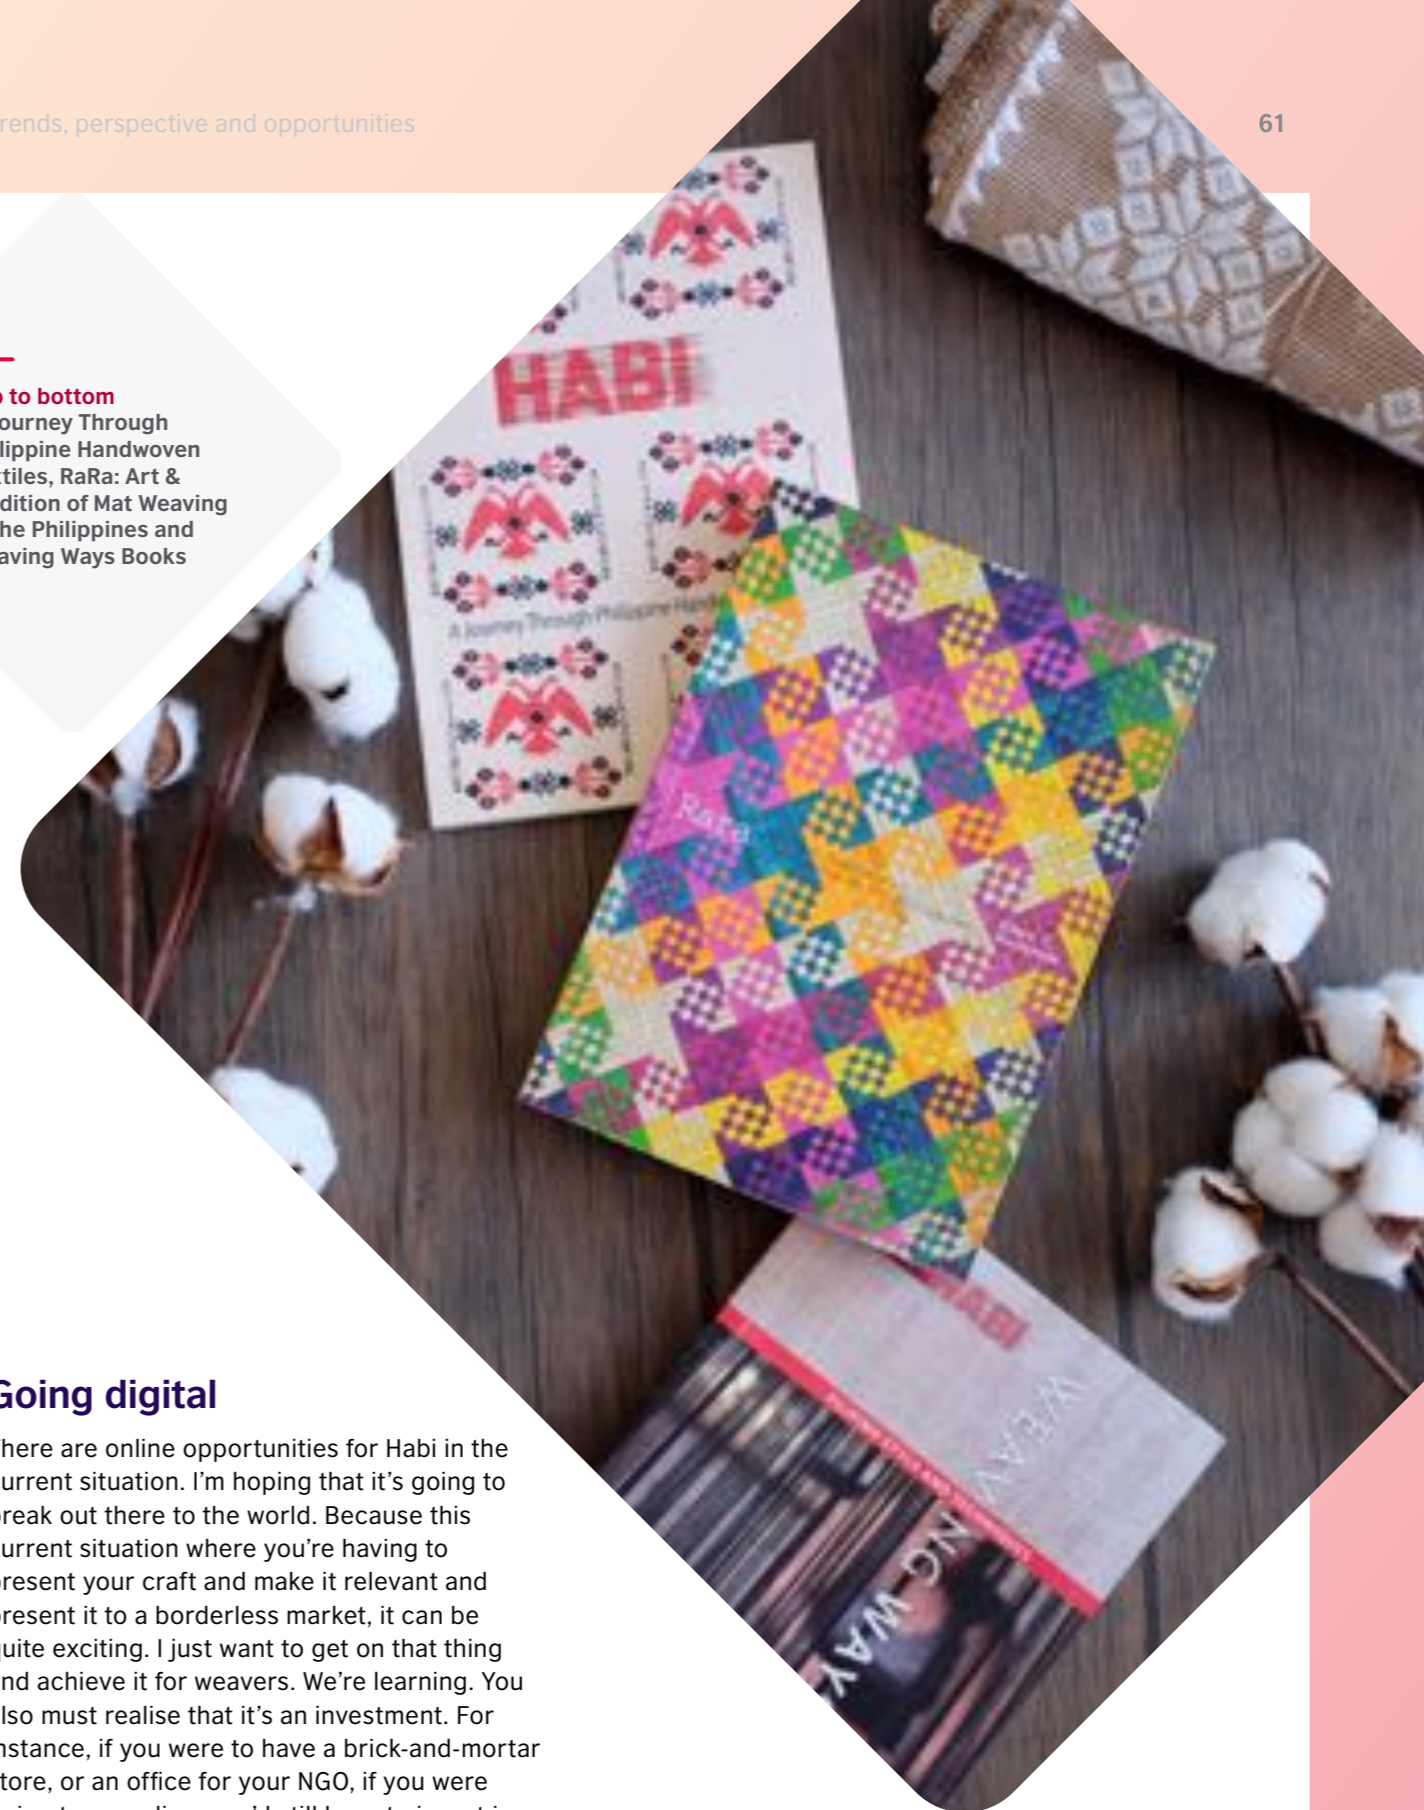 rends, perspective and opportunities
61
to bottom
ourney Through
lippine Handwoven
tiles, RaRa: Art &
dition of Mat Weaving
he Philippines and
aving Ways Books
HABI
A Journey Through Philippine
RaRa
HABI
WEAVING WAY
Going digital
here are online opportunities for Habi in the
urrent situation. I'm hoping that it's going to
reak out there to the world. Because this
urrent situation where you're having to
resent your craft and make it relevant and
resent it to a borderless market, it can be
uite exciting. I just want to get on that thing
nd achieve it for weavers. We're learning. You
lso must realise that it's an investment. For
nstance, if you were to have a brick-and-mortar
tore, or an office for your NGO, if you were